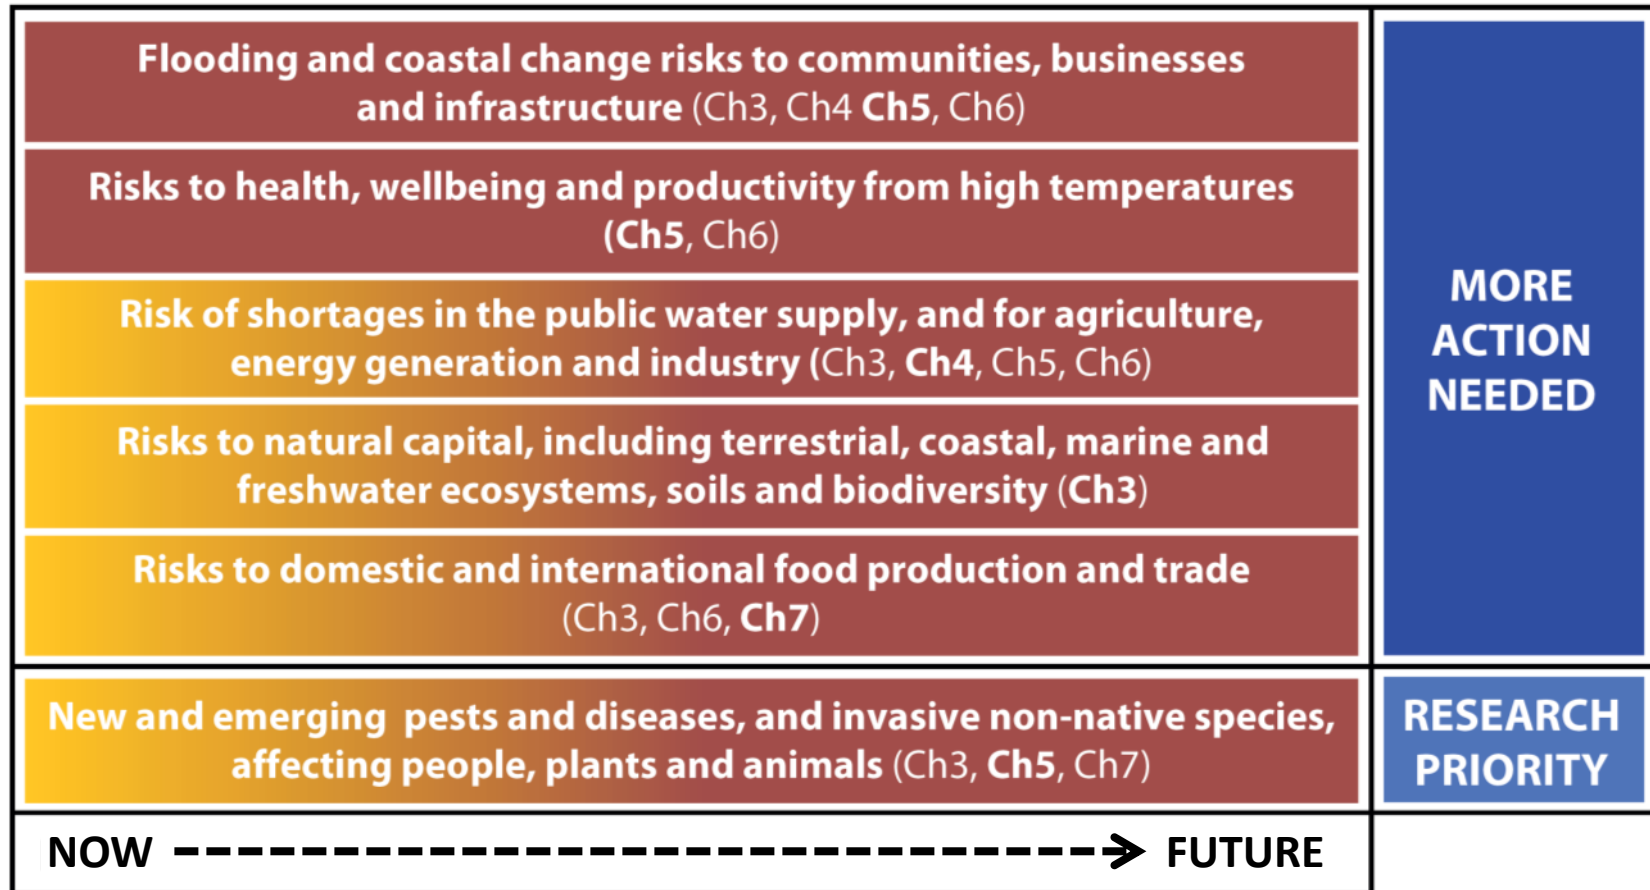 Flooding and coastal change risks to communities, businesses
and infrastructure (Ch3, Ch4 Ch5, Ch6)
Risks to health, wellbeing and productivity from high temperatures
(Ch5, Ch6)
Risk of shortages in the public water supply, and for agriculture,
energy generation and industry (Ch3, Ch4, Ch5, Ch6)
Risks to natural capital, including terrestrial, coastal, marine and
freshwater ecosystems, soils and biodiversity (Ch3)
Risks to domestic and international food production and trade
(Ch3, Ch6, Ch7)
MORE
ACTION
NEEDED
New and emerging pests and diseases, and invasive non-native species,
affecting people, plants and animals (Ch3, Ch5, Ch7)
RESEARCH
PRIORITY
NOW
FUTURE